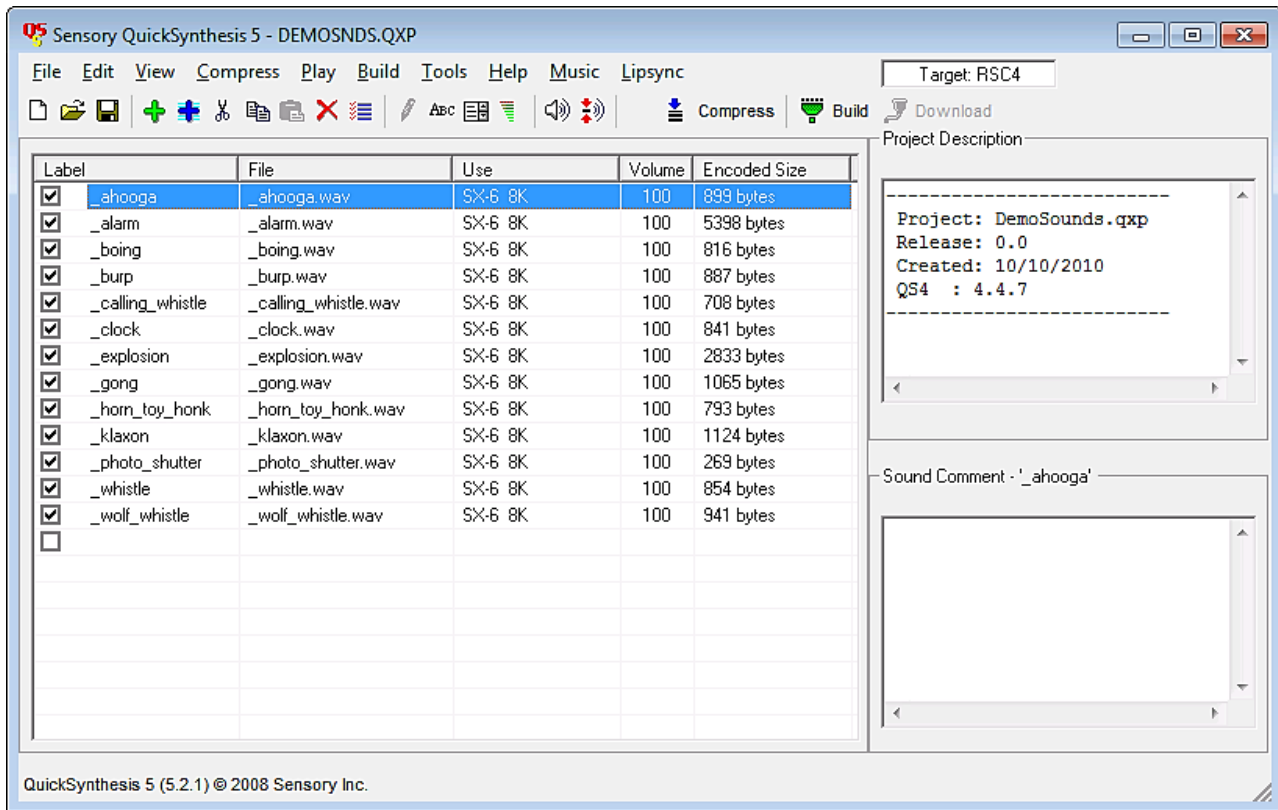 QS 5 Sensory QuickSynthesis 5 - DEMOSNDS.QXP
File Edit View Compress Play Build Tools Help Music Lipsync
Target: RSC4
ABC Compress Build Download
Project Description
Label File Use Volume Encoded Size
_ahooga _ahooga.wav SX-6 8K 100 899 bytes
_alarm _alarm.wav SX-6 8K 100 5398 bytes
_boing _boing.wav SX-6 8K 100 816 bytes
_burp _burp.wav SX-6 8K 100 887 bytes
_calling_whistle _calling_whistle.wav SX-6 8K 100 708 bytes
_clock _clock.wav SX-6 8K 100 841 bytes
_explosion _explosion.wav SX-6 8K 100 2833 bytes
_gong _gong.wav SX-6 8K 100 1065 bytes
_horn_toy_honk _horn_toy_honk.wav SX-6 8K 100 793 bytes
_klaxon _klaxon.wav SX-6 8K 100 1124 bytes
_photo_shutter _photo_shutter.wav SX-6 8K 100 269 bytes
_whistle _whistle.wav SX-6 8K 100 854 bytes
_wolf_whistle _wolf_whistle.wav SX-6 8K 100 941 bytes
--------------------------
Project: DemoSounds.qxp
Release: 0.0
Created: 10/10/2010
QS4 : 4.4.7
--------------------------
Sound Comment - '_ahooga'
QuickSynthesis 5 (5.2.1) © 2008 Sensory Inc.